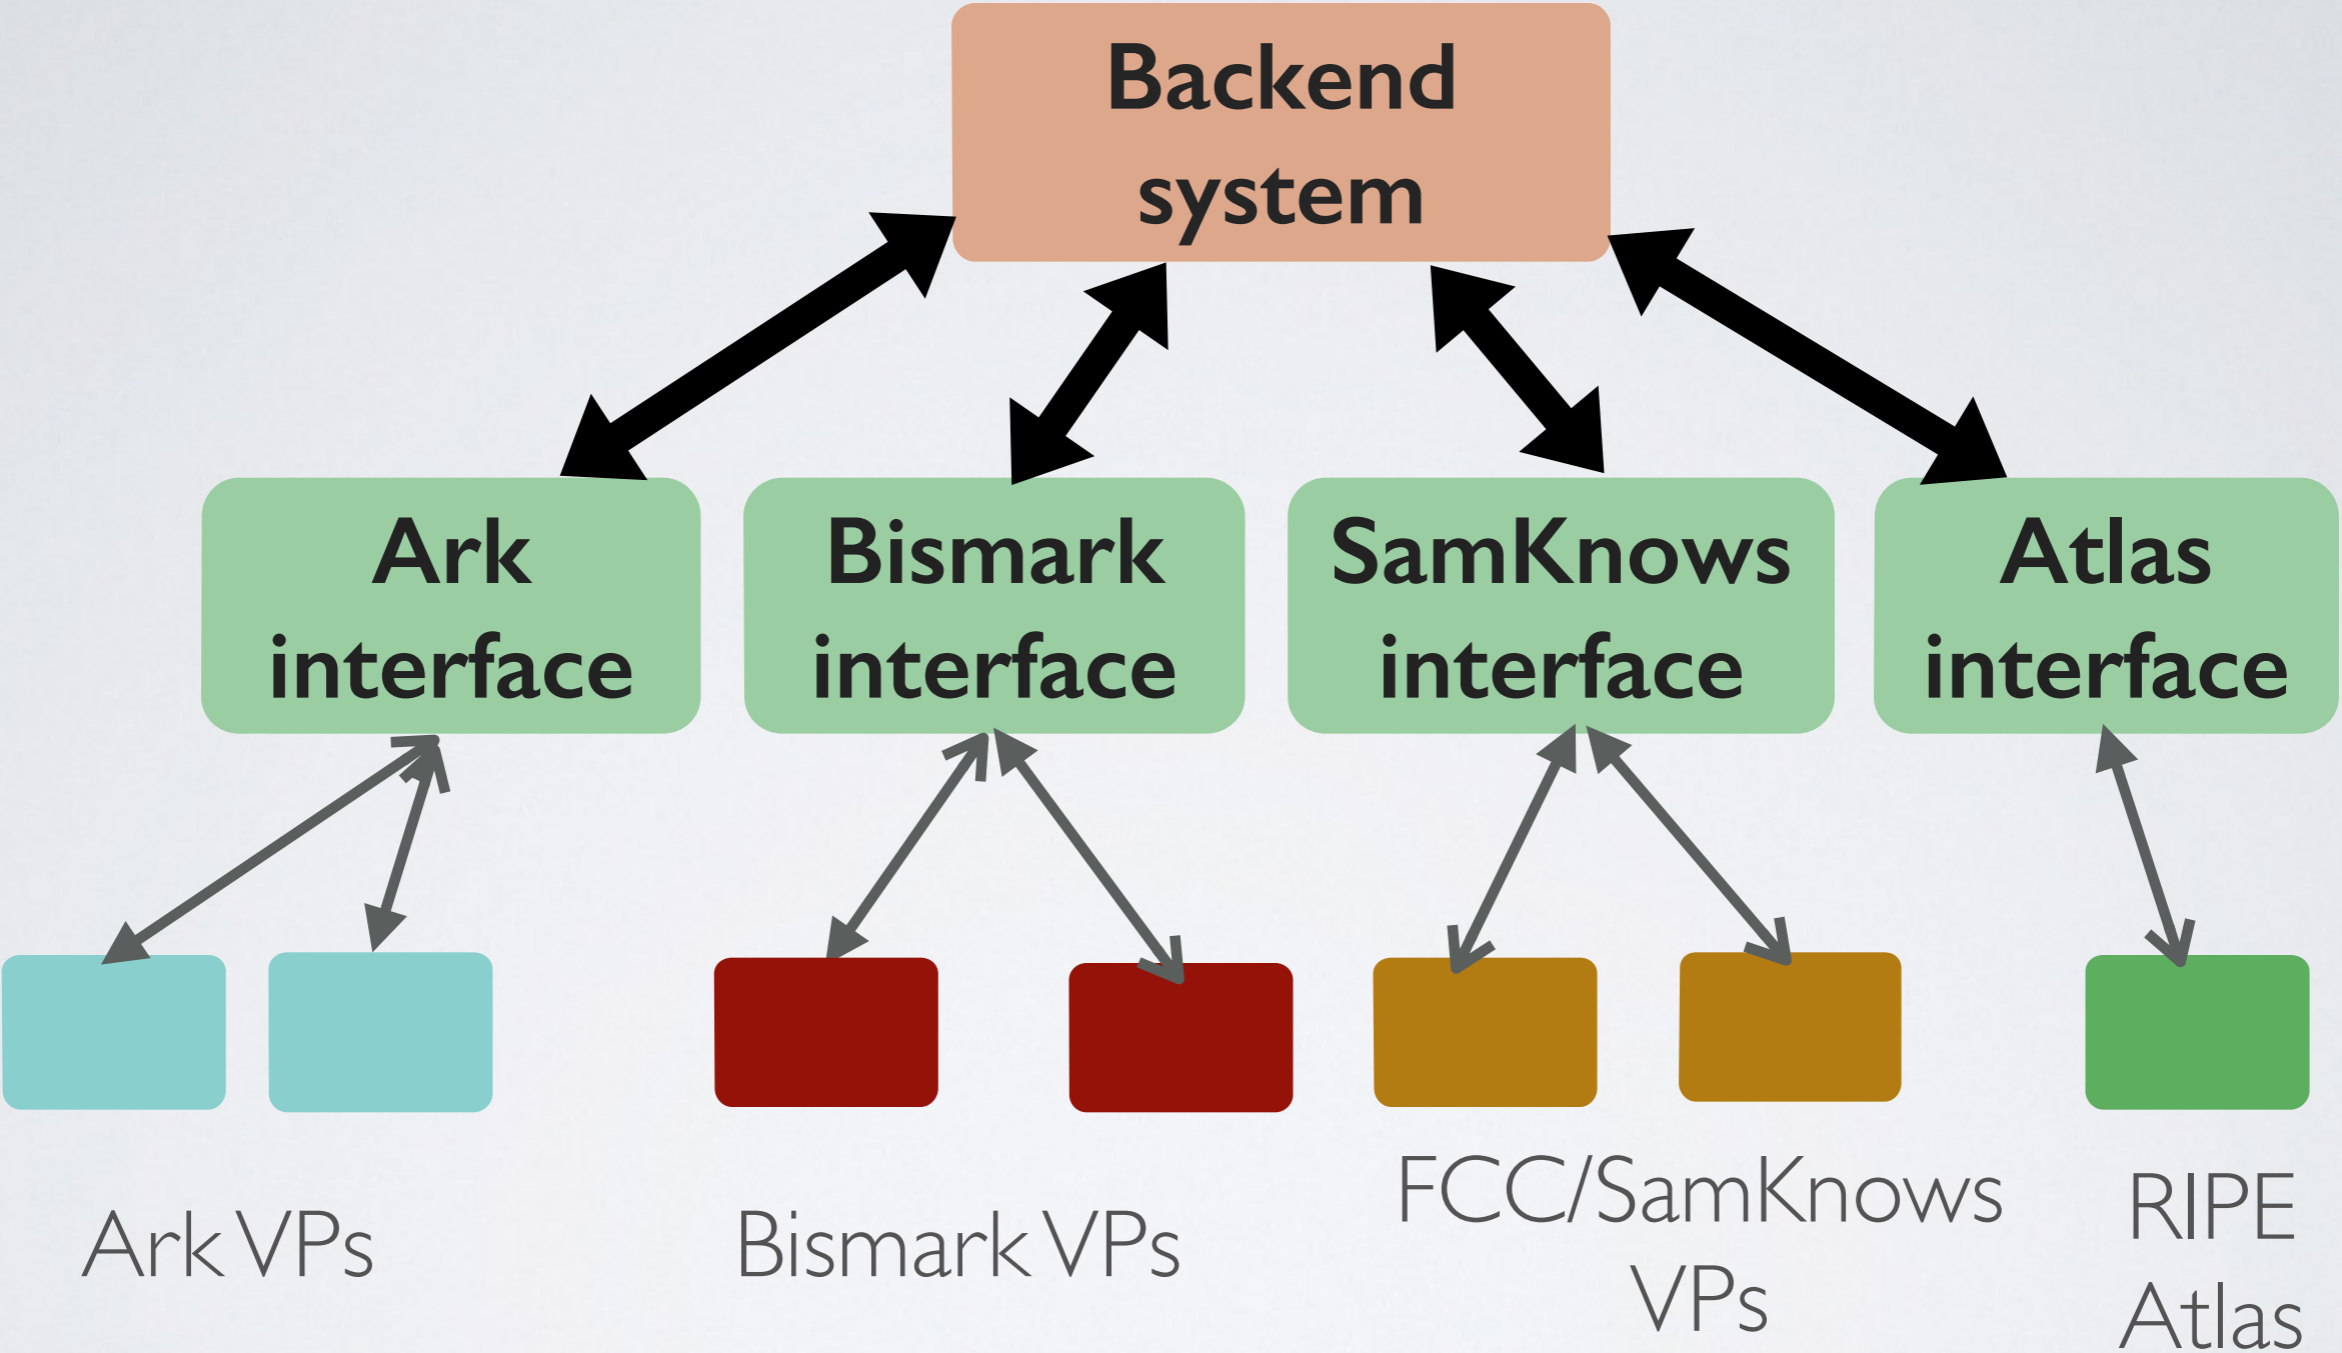 Backend
system
Ark
interface
Bismark
interface
SamKnows
interface
Atlas
interface
Ark VPs
Bismark VPs
FCC/SamKnows
VPs
RIPE
Atlas